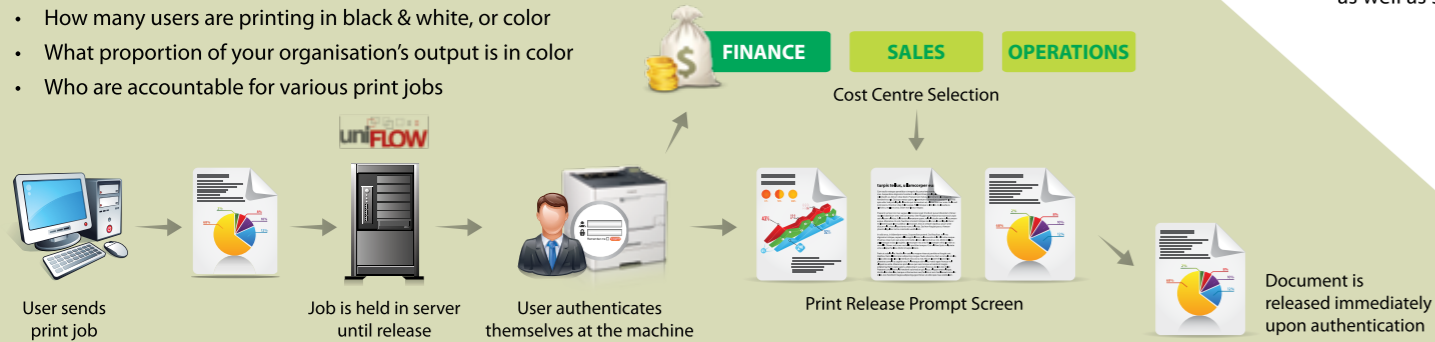 • How many users are printing in black & white, or color
• What proportion of your organisation's output is in color
• Who are accountable for various print jobs
as well as
FINANCE
SALES
OPERATIONS
Cost Centre Selection
uniFLOW
User sends
print job
Job is held in server
until release
User authenticates
themselves at the machine
Print Release Prompt Screen
Document is
released immediately
upon authentication